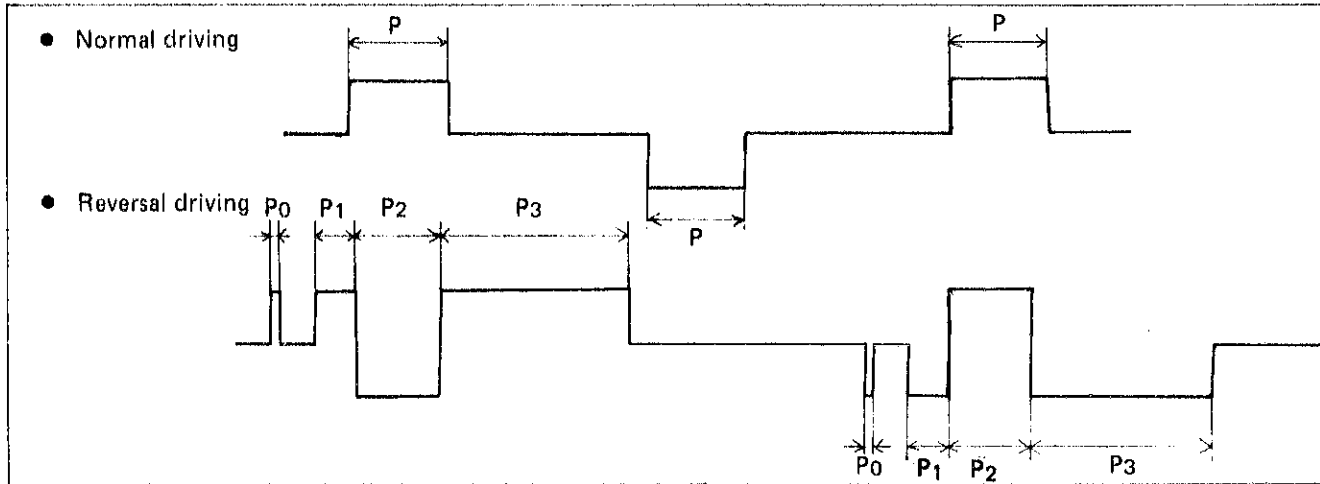 ● Normal driving
P
P
P
● Reversal driving
P0 P1 P2 P3
P0 P1 P2 P3